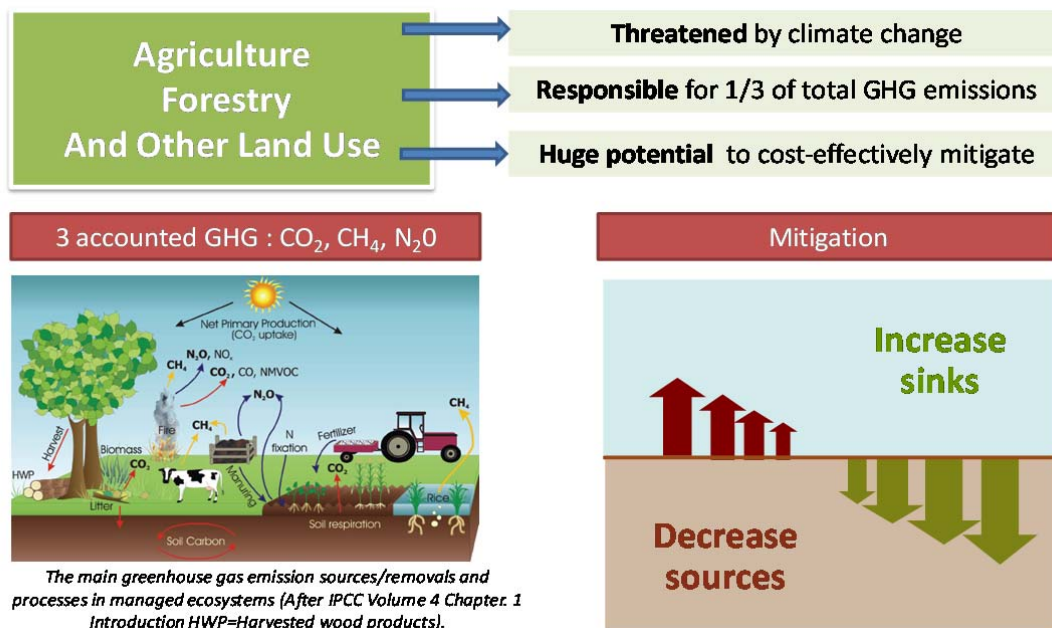 Agriculture
Forestry
And Other Land Use
Threatened by climate change
Responsible for 1/3 of total GHG emissions
Huge potential to cost-effectively mitigate
3 accounted GHG : CO₂, CH₄, N₂0
Net Primary Production
(CO₂ uptake)
N₂O, NOₓ
CH₄
CO₂, CO, NMVOC
N₂O
CH₄
Fire
CH₄
Harvest
Biomass
CO₂
HWP
Litter
Manuring
N
fixation
Fertilizer
CO₂
Rice
Soil respiration
Soil Carbon
The main greenhouse gas emission sources/removals and
processes in managed ecosystems (After IPCC Volume 4 Chapter. 1
Introduction HWP=Harvested wood products).
Mitigation
Increase
sinks
Decrease
sources